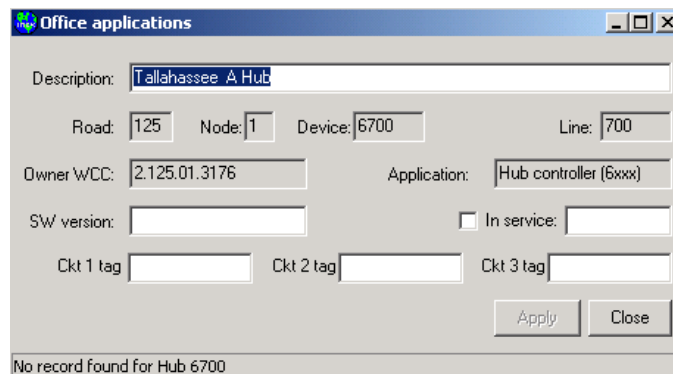 Office applications
Description: Tallahassee A Hub
Road: 125 Node: 1 Device: 6700 Line: 700
Owner WCC: 2.125.01.3176 Application: Hub controller (6xxx)
SW version: In service:
Ckt 1 tag Ckt 2 tag Ckt 3 tag
Apply Close
No record found for Hub 6700